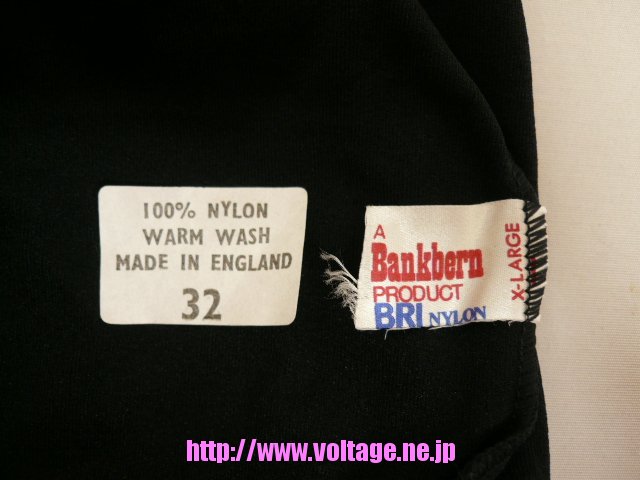 100% NYLON
WARM WASH
MADE IN ENGLAND
32
A
Bankbern
PRODUCT
BRI NYLON
X-LARGE
http://www.voltage.ne.jp